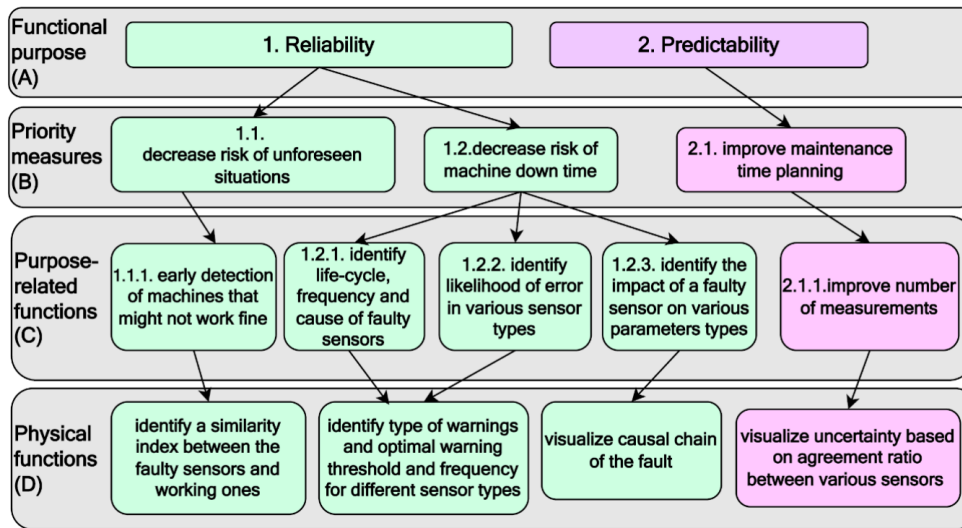 Functional
purpose
(A)
1. Reliability
2. Predictability
Priority
measures
(B)
1.1.
decrease risk of unforeseen
situations
1.2.decrease risk of
machine down time
2.1. improve maintenance
time planning
Purpose-
related
functions
(C)
1.1.1. early detection
of machines that
might not work fine
1.2.1. identify
life-cycle,
frequency and
cause of faulty
sensors
1.2.2. identify
likelihood of error
in various sensor
types
1.2.3. identify the
impact of a faulty
sensor on various
parameters types
2.1.1.improve number
of measurements
Physical
functions
(D)
identify a similarity
index between the
faulty sensors and
working ones
identify type of warnings
and optimal warning
threshold and frequency
for different sensor types
visualize causal chain
of the fault
visualize uncertainty based
on agreement ratio
between various sensors